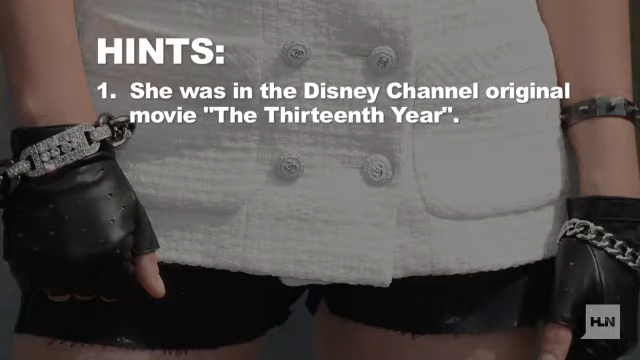 HINTS:
1. She was in the Disney Channel original
movie "The Thirteenth Year".
HLN